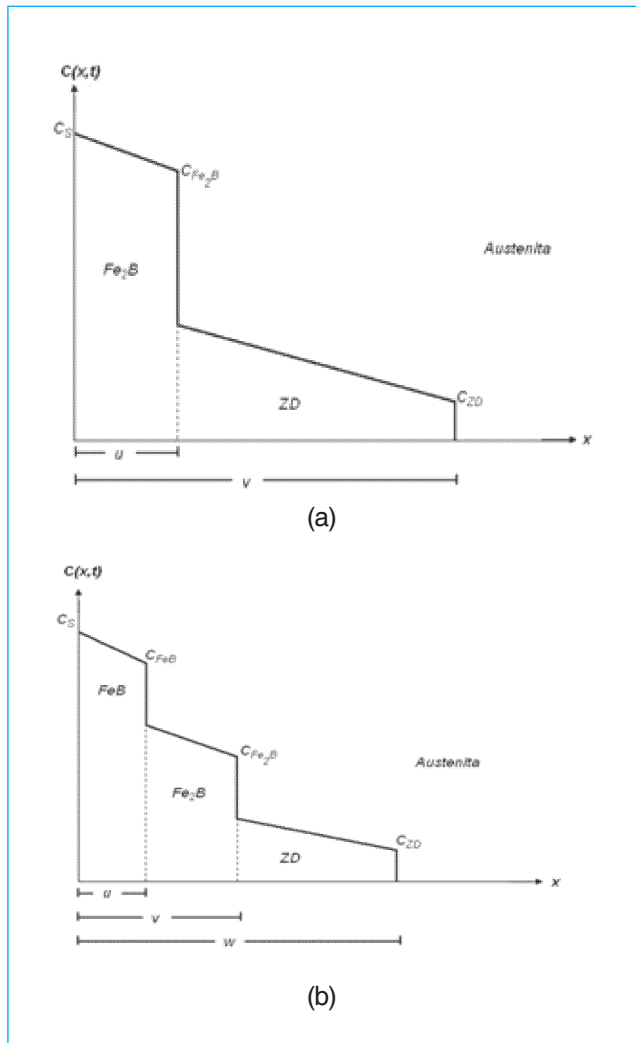 C(x,t)
C_S
C_Fe₂B
Fe₂B
Austenita
ZD
C_ZD
x
u
v
(a)
C(x,t)
C_S
C_FeB
FeB
C_Fe₂B
Fe₂B
Austenita
ZD
C_ZD
x
u
v
w
(b)